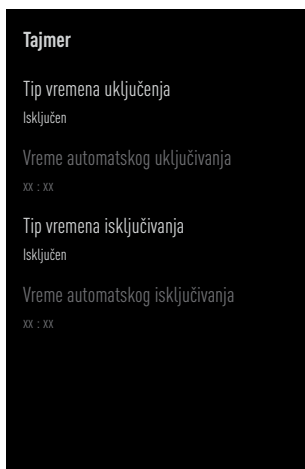 Tajmer
Tip vremena uključenja
Isključen
Vreme automatskog uključivanja
xx : xx
Tip vremena isključivanja
Isključen
Vreme automatskog isključivanja
xx : xx